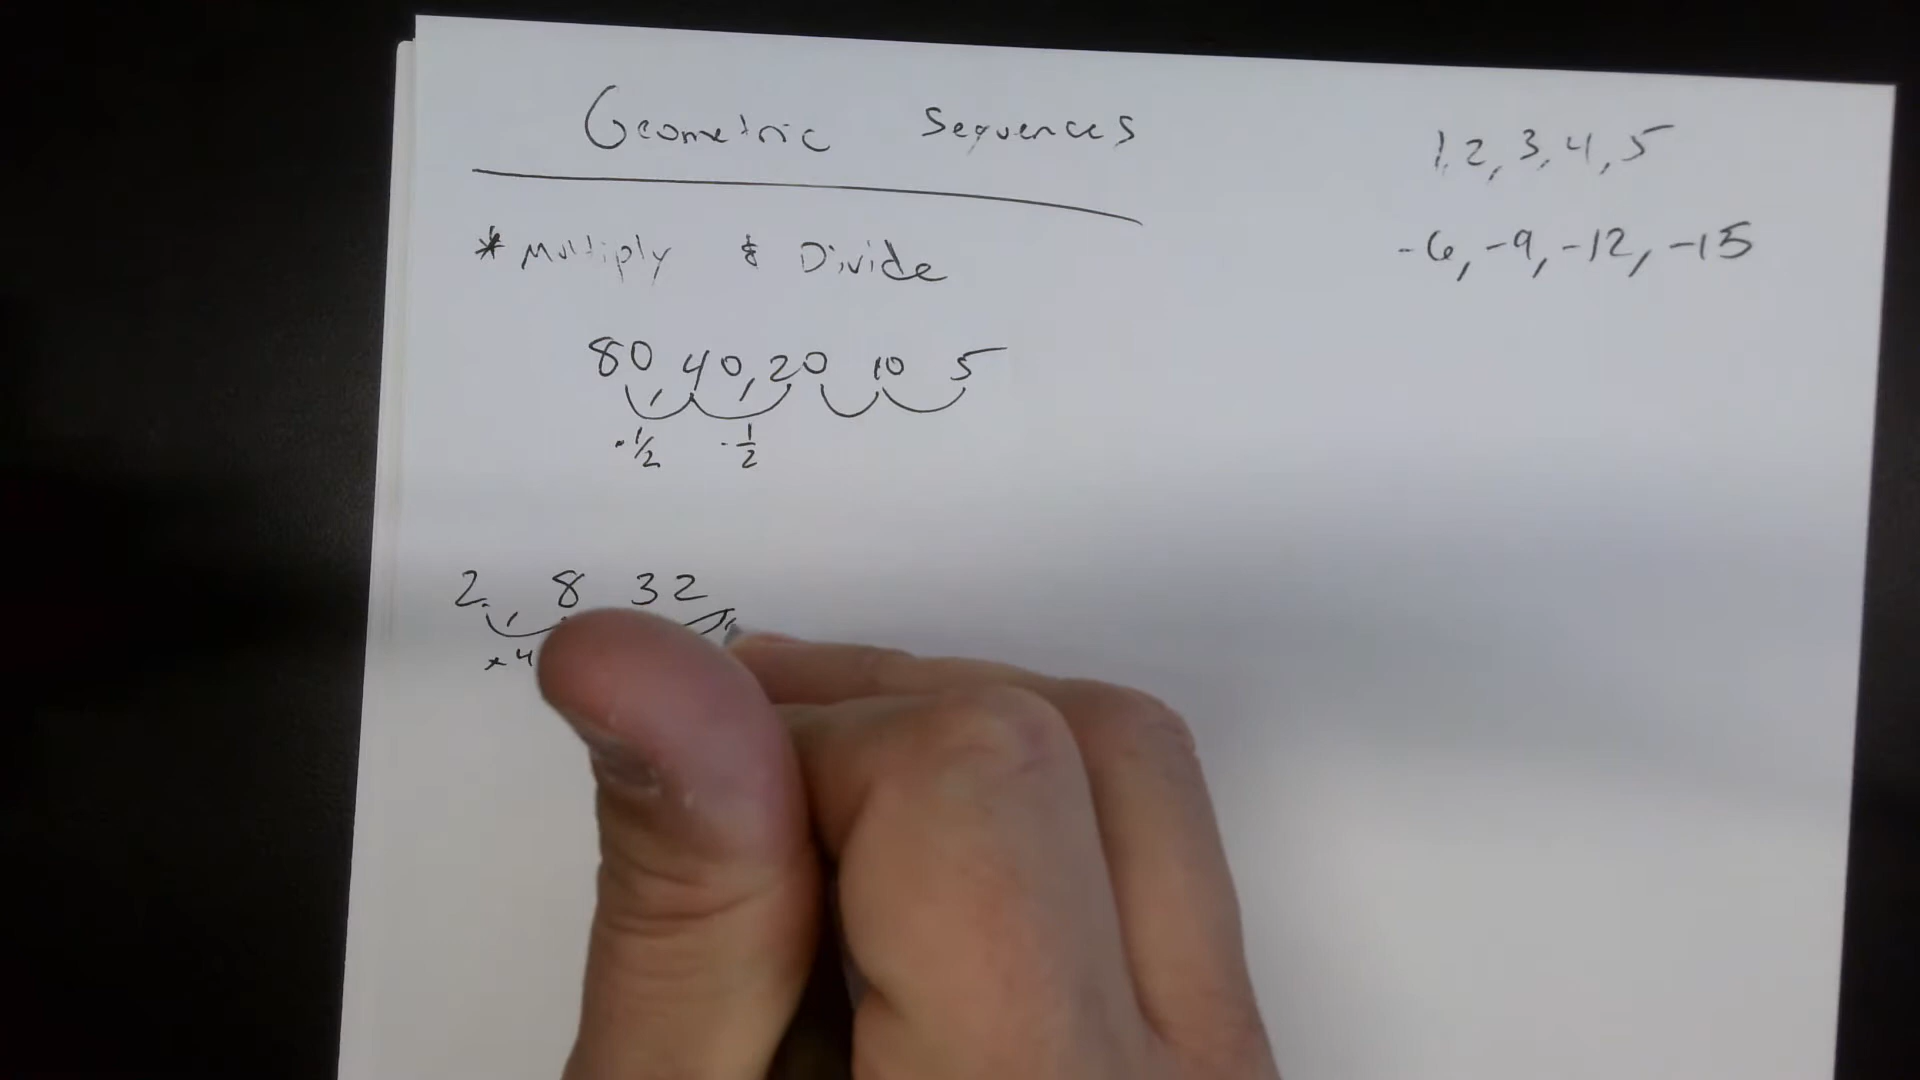 Geometric Sequences
1, 2, 3, 4, 5
* Multiply & Divide
-6, -9, -12, -15
80, 40, 20 10 5
·1/2 ·1/2
2, 8 32
×4